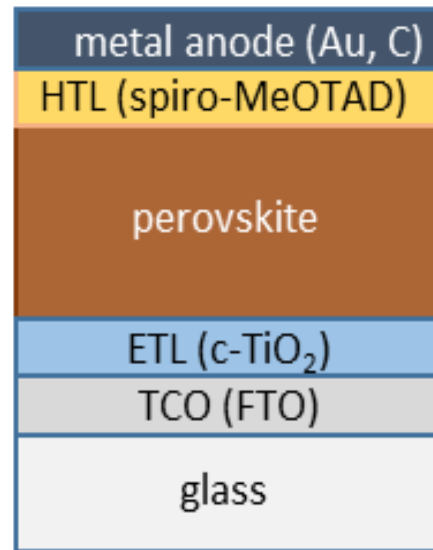 metal anode (Au, C)
HTL (spiro-MeOTAD)
perovskite
ETL (c-TiO₂)
TCO (FTO)
glass